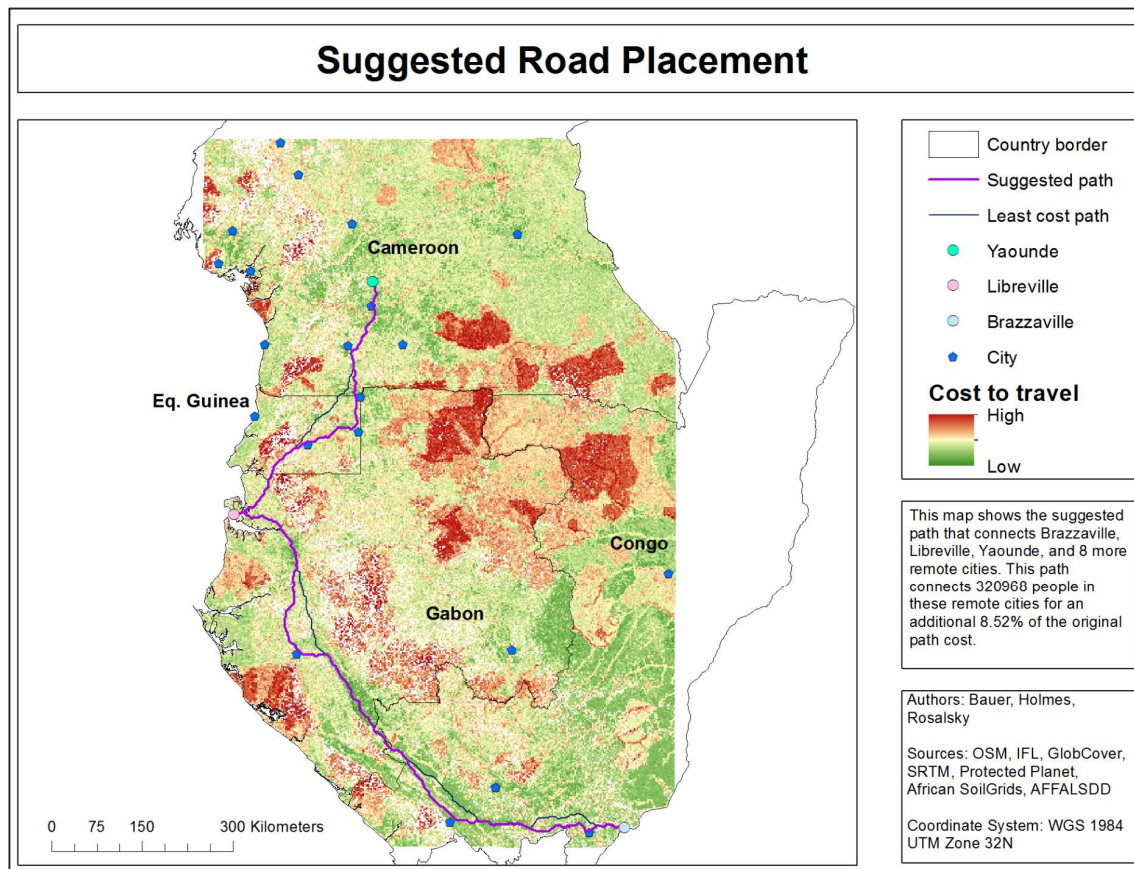 Suggested Road Placement
Cameroon
Eq. Guinea
Congo
Gabon
0 75 150 300 Kilometers
Country border
Suggested path
Least cost path
Yaounde
Libreville
Brazzaville
City
Cost to travel
High
Low
This map shows the suggested
path that connects Brazzaville,
Libreville, Yaounde, and 8 more
remote cities. This path
connects 320968 people in
these remote cities for an
additional 8.52% of the original
path cost.
Authors: Bauer, Holmes,
Rosalsky
Sources: OSM, IFL, GlobCover,
SRTM, Protected Planet,
African SoilGrids, AFFALSDD
Coordinate System: WGS 1984
UTM Zone 32N